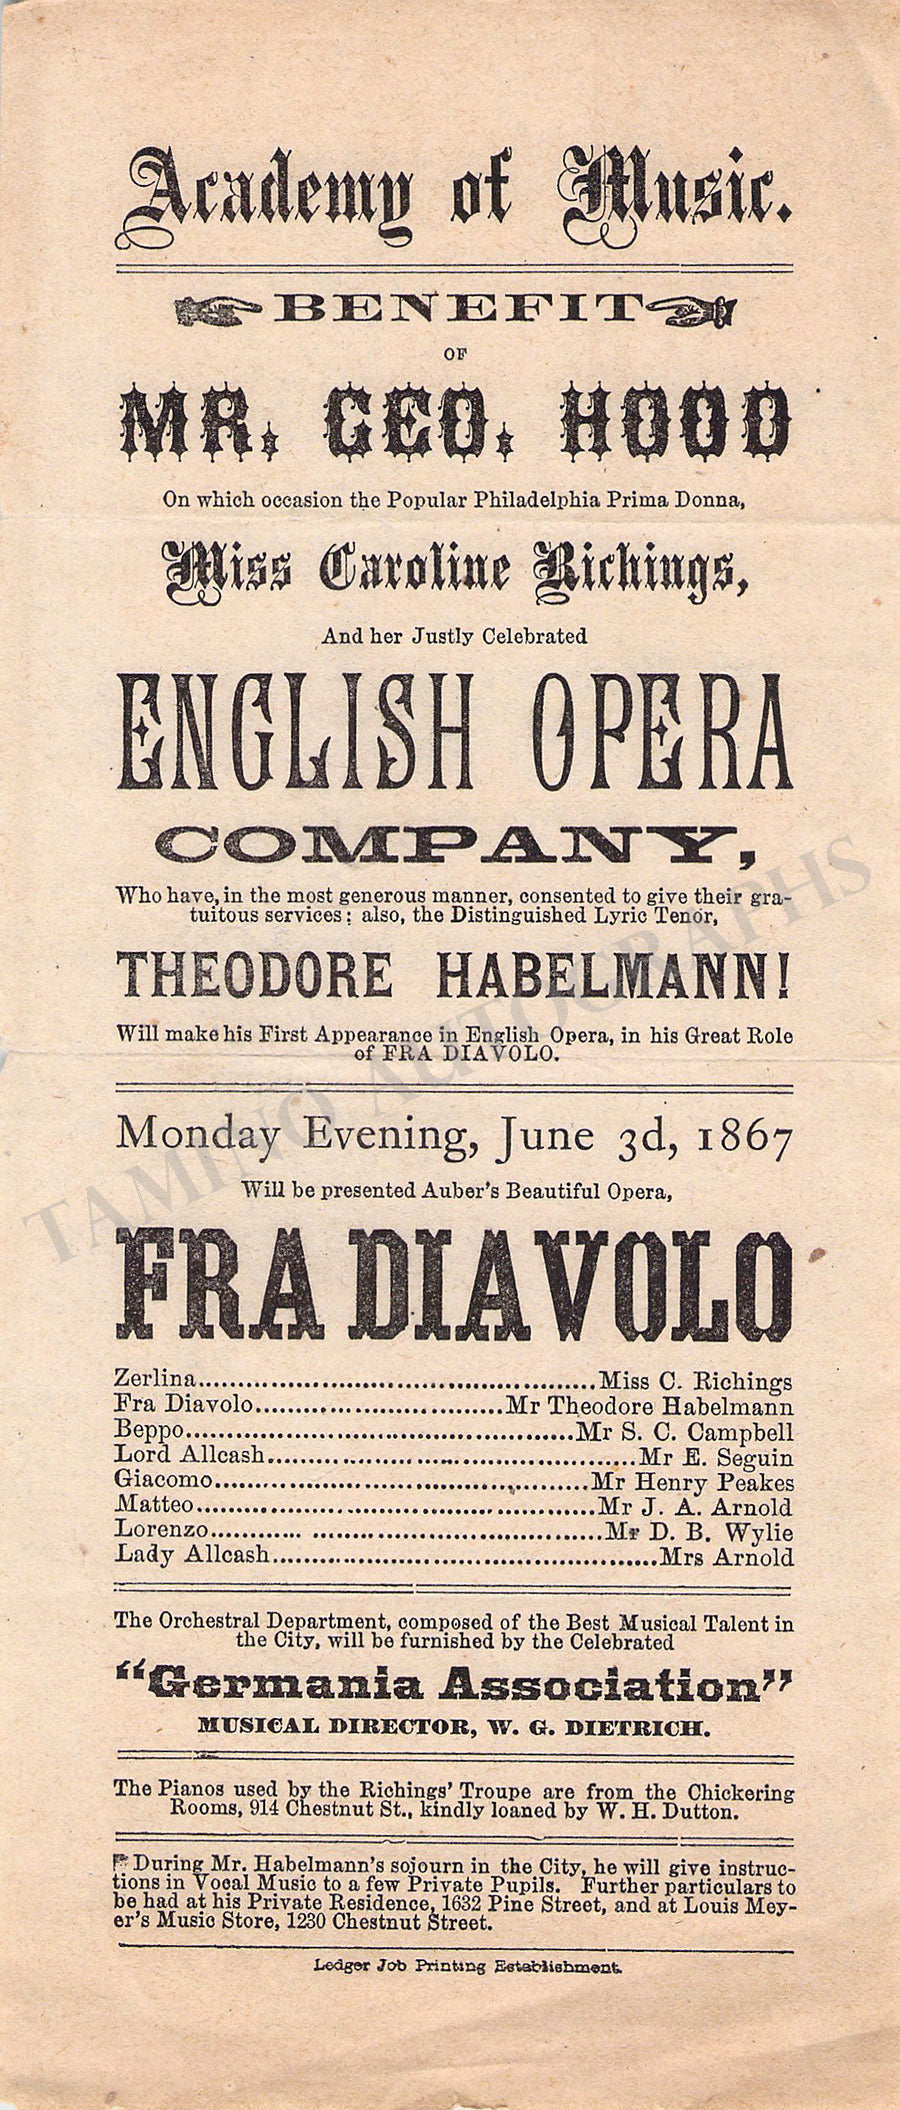 Academy of Music.
BENEFIT
OF
MR. GEO. HOOD
On which occasion the Popular Philadelphia Prima Donna,
Miss Caroline Richings,
And her Justly Celebrated
ENGLISH OPERA
COMPANY,
Who have, in the most generous manner, consented to give their gra-
tuitous services; also, the Distinguished Lyric Tenor,
THEODORE HABELMANN!
Will make his First Appearance in English Opera, in his Great Role
of FRA DIAVOLO.
Monday Evening, June 3d, 1867
Will be presented Auber's Beautiful Opera,
FRA DIAVOLO
Zerlina....................Miss C. Richings
Fra Diavolo....................Mr Theodore Habelmann
Beppo....................Mr S. C. Campbell
Lord Allcash....................Mr E. Seguin
Giacomo....................Mr Henry Peakes
Matteo....................Mr J. A. Arnold
Lorenzo....................Mr D. B. Wylie
Lady Allcash....................Mrs Arnold
The Orchestral Department, composed of the Best Musical Talent in
the City, will be furnished by the Celebrated
"Germania Association"
MUSICAL DIRECTOR, W. G. DIETRICH.
The Pianos used by the Richings' Troupe are from the Chickering
Rooms, 914 Chestnut St., kindly loaned by W. H. Dutton.
During Mr. Habelmann's sojourn in the City, he will give instruc-
tions in Vocal Music to a few Private Pupils. Further particulars to
be had at his Private Residence, 1632 Pine Street, and at Louis Mey-
er's Music Store, 1230 Chestnut Street.
Ledger Job Printing Establishment.
TAMINO AUTOGRAPHS